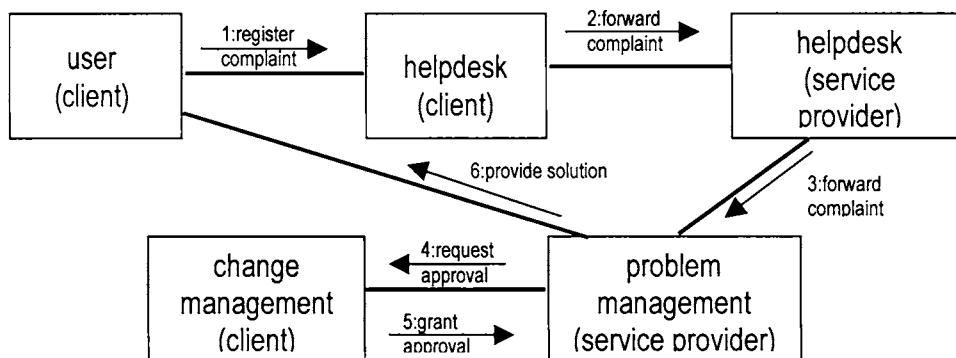 user
(client)
1:register
complaint
helpdesk
(client)
2:forward
complaint
helpdesk
(service
provider)
6:provide solution
3:forward
complaint
change
management
(client)
4:request
approval
5:grant
approval
problem
management
(service provider)